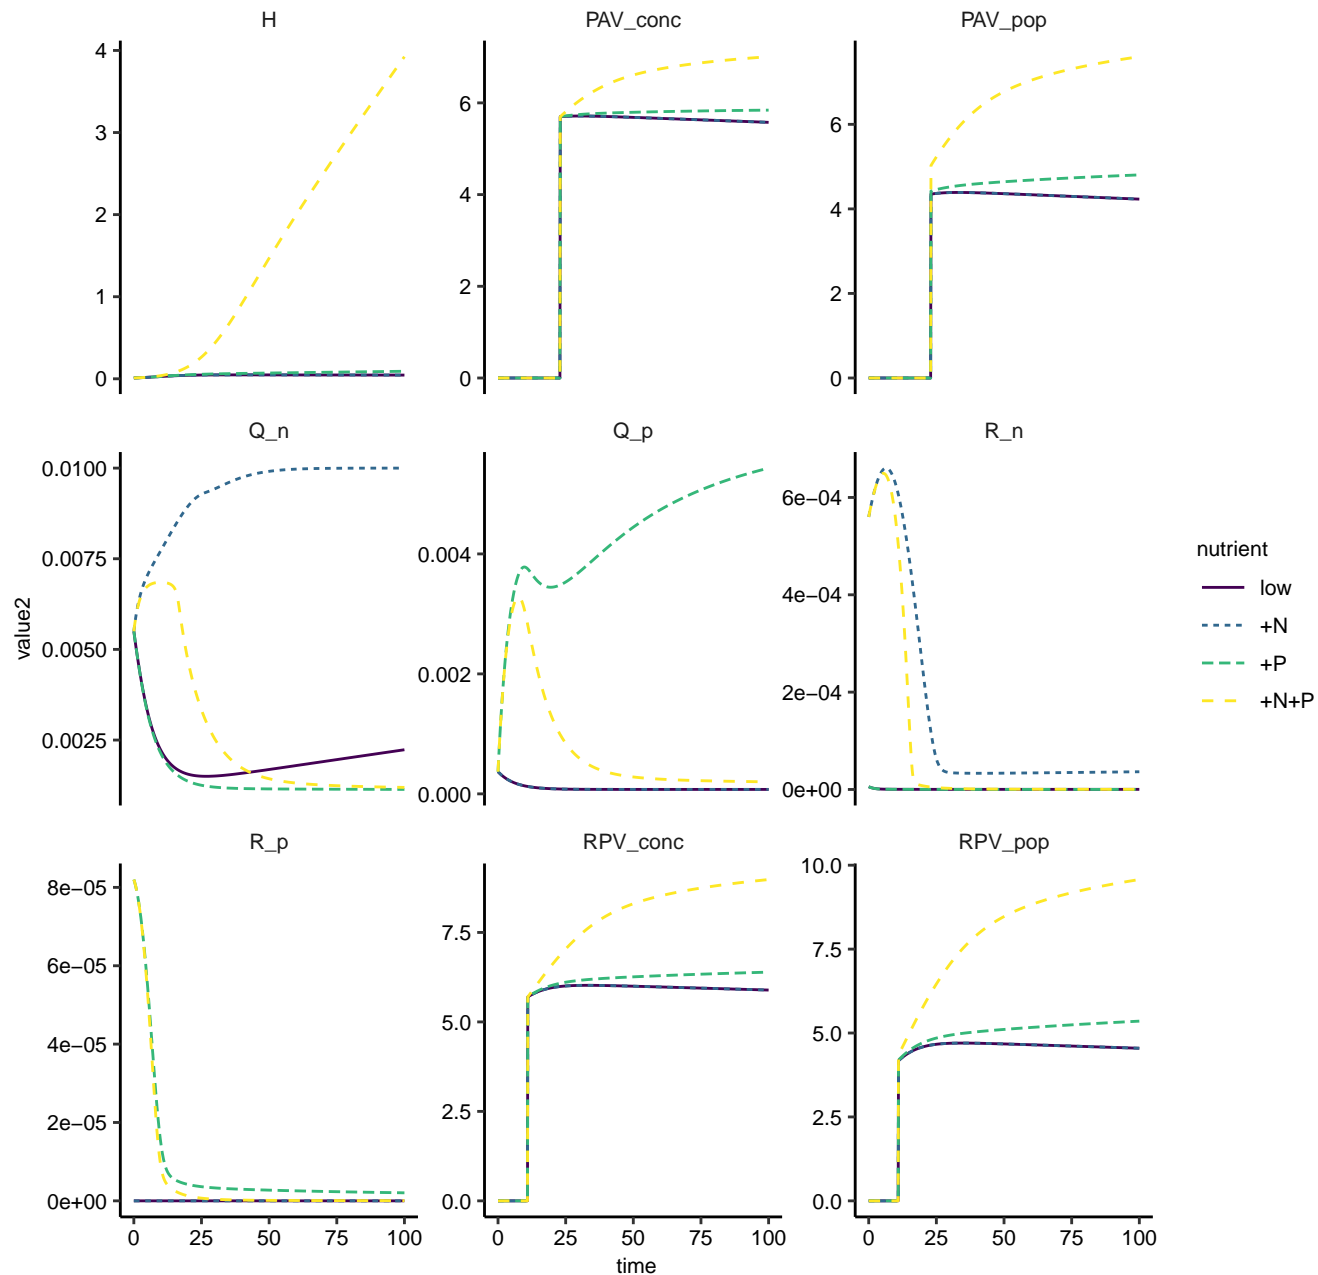 H
PAV_conc
PAV_pop
4
3
2
1
0
6
4
2
0
6
4
2
0
Q_n
Q_p
R_n
value2
0.0100
0.0075
0.0050
0.0025
0.004
0.002
0.000
6e−04
4e−04
2e−04
0e+00
nutrient
low
+N
+P
+N+P
R_p
RPV_conc
RPV_pop
8e−05
6e−05
4e−05
2e−05
0e+00
7.5
5.0
2.5
0.0
10.0
7.5
5.0
2.5
0.0
0 25 50 75 100
0 25 50 75 100
0 25 50 75 100
time